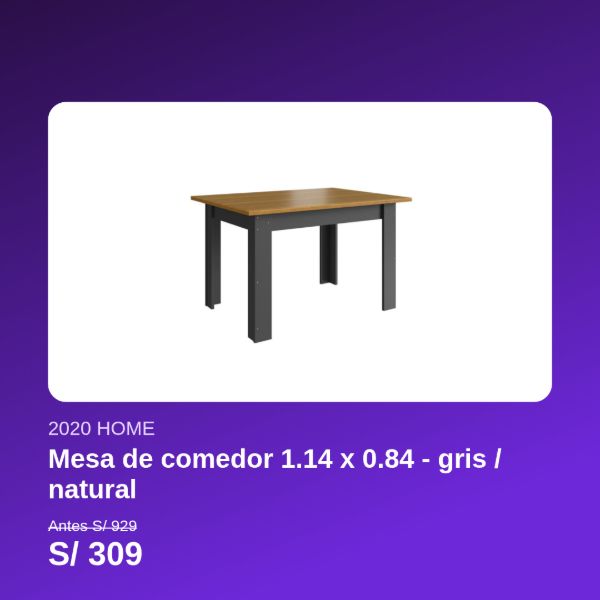 2020 HOME
Mesa de comedor 1.14 x 0.84 - gris /
natural
Antes S/ 929
S/ 309